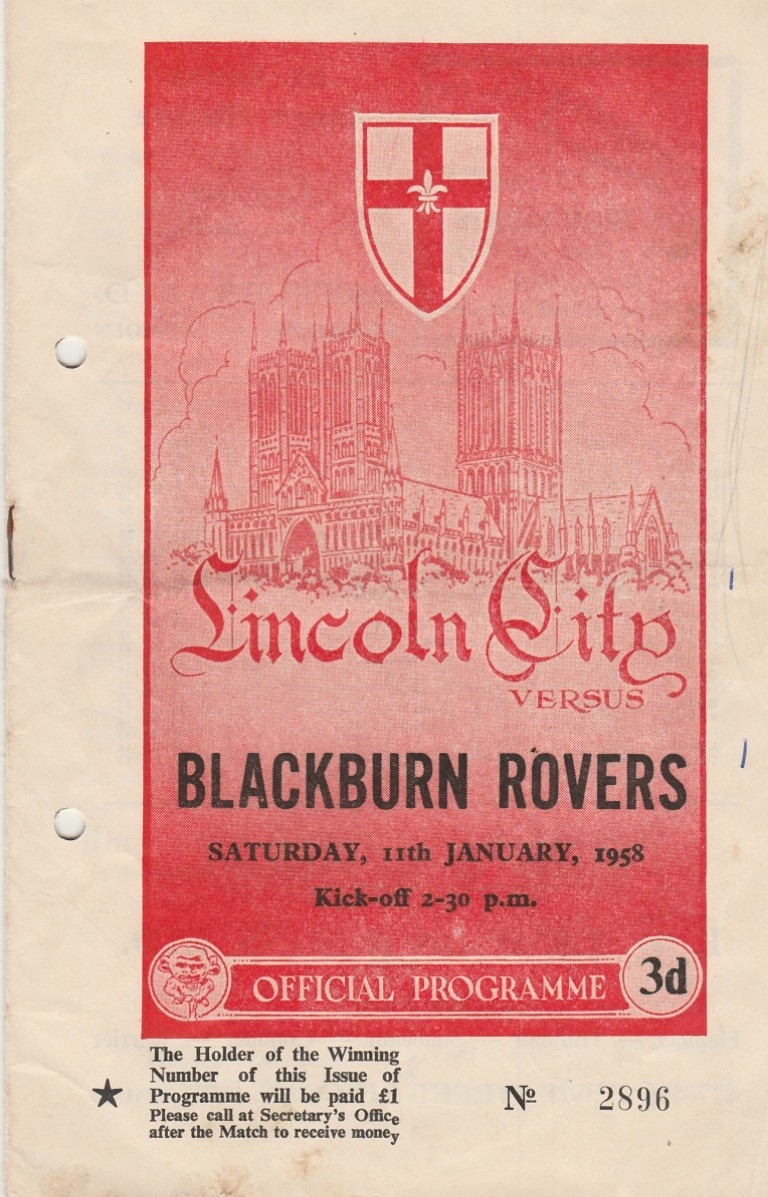 Lincoln City
VERSUS
BLACKBURN ROVERS
SATURDAY, 11th JANUARY, 1958
Kick-off 2-30 p.m.
OFFICIAL PROGRAMME
3d
The Holder of the Winning
Number of this Issue of
★ Programme will be paid £1
Please call at Secretary's Office
after the Match to receive money
Nº 2896